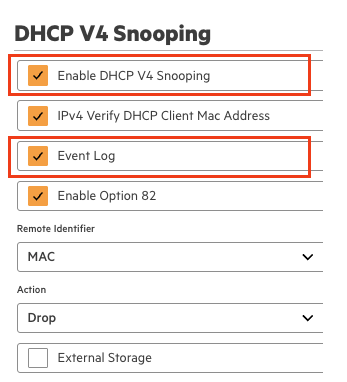 DHCP V4 Snooping
Enable DHCP V4 Snooping
IPv4 Verify DHCP Client Mac Address
Event Log
Enable Option 82
Remote Identifier
MAC
Action
Drop
External Storage